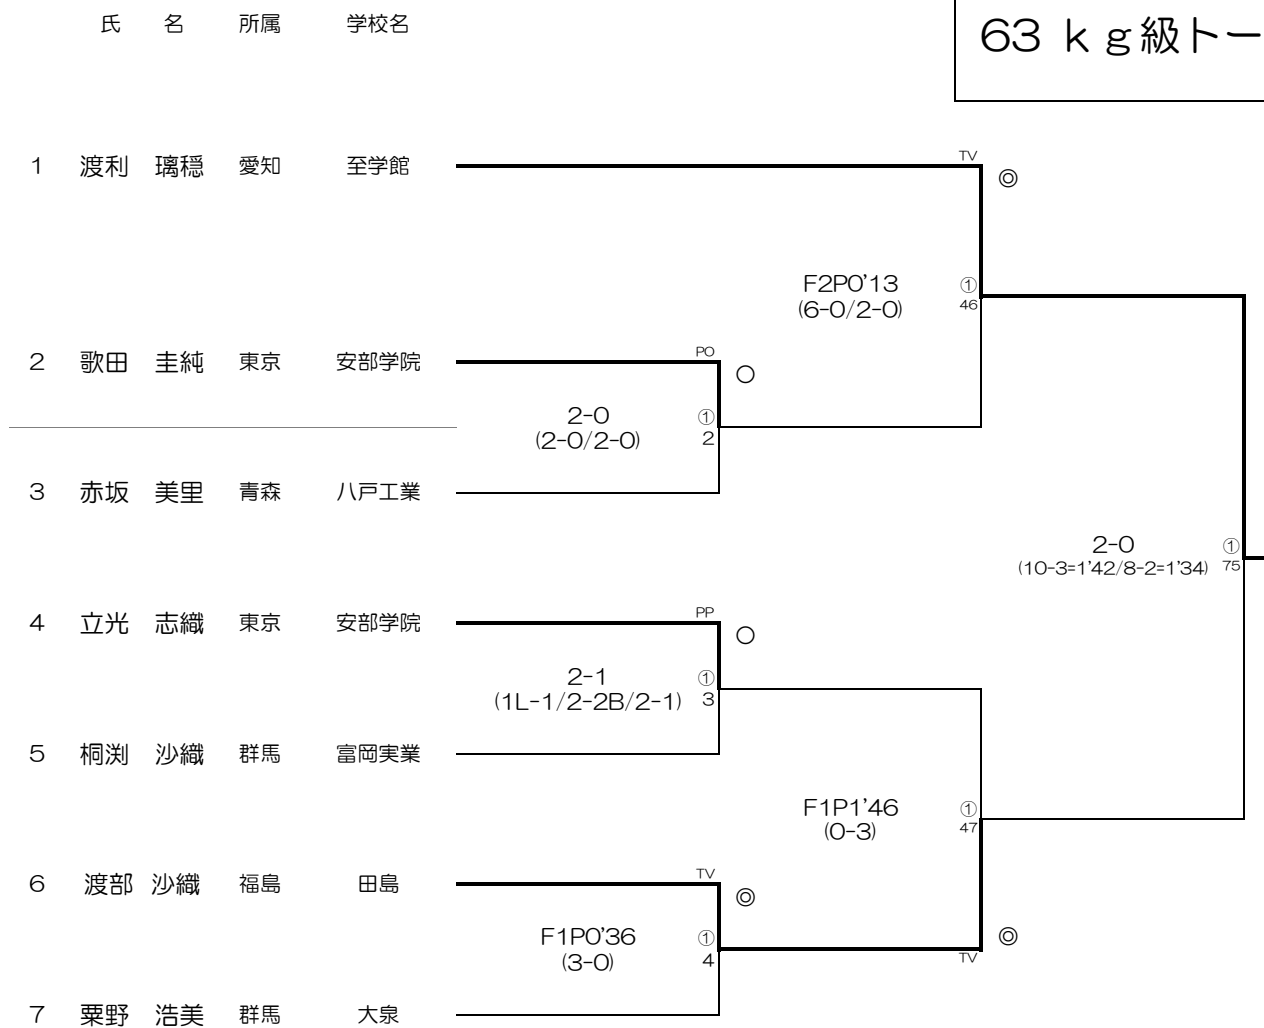 氏 名 所属 学校名
63 kg級トー
1 渡利 璃穏 愛知 至学館
TV
◎
F2P0'13
(6-0/2-0)
①
46
2 歌田 圭純 東京 安部学院
PO
○
2-0
(2-0/2-0)
①
2
3 赤坂 美里 青森 八戸工業
2-0
(10-3=1'42/8-2=1'34)
①
75
4 立光 志織 東京 安部学院
PP
○
2-1
(1L-1/2-2B/2-1)
①
3
5 桐渕 沙織 群馬 富岡実業
F1P1'46
(0-3)
①
47
6 渡部 沙織 福島 田島
TV
◎
F1P0'36
(3-0)
①
4
TV
◎
7 粟野 浩美 群馬 大泉